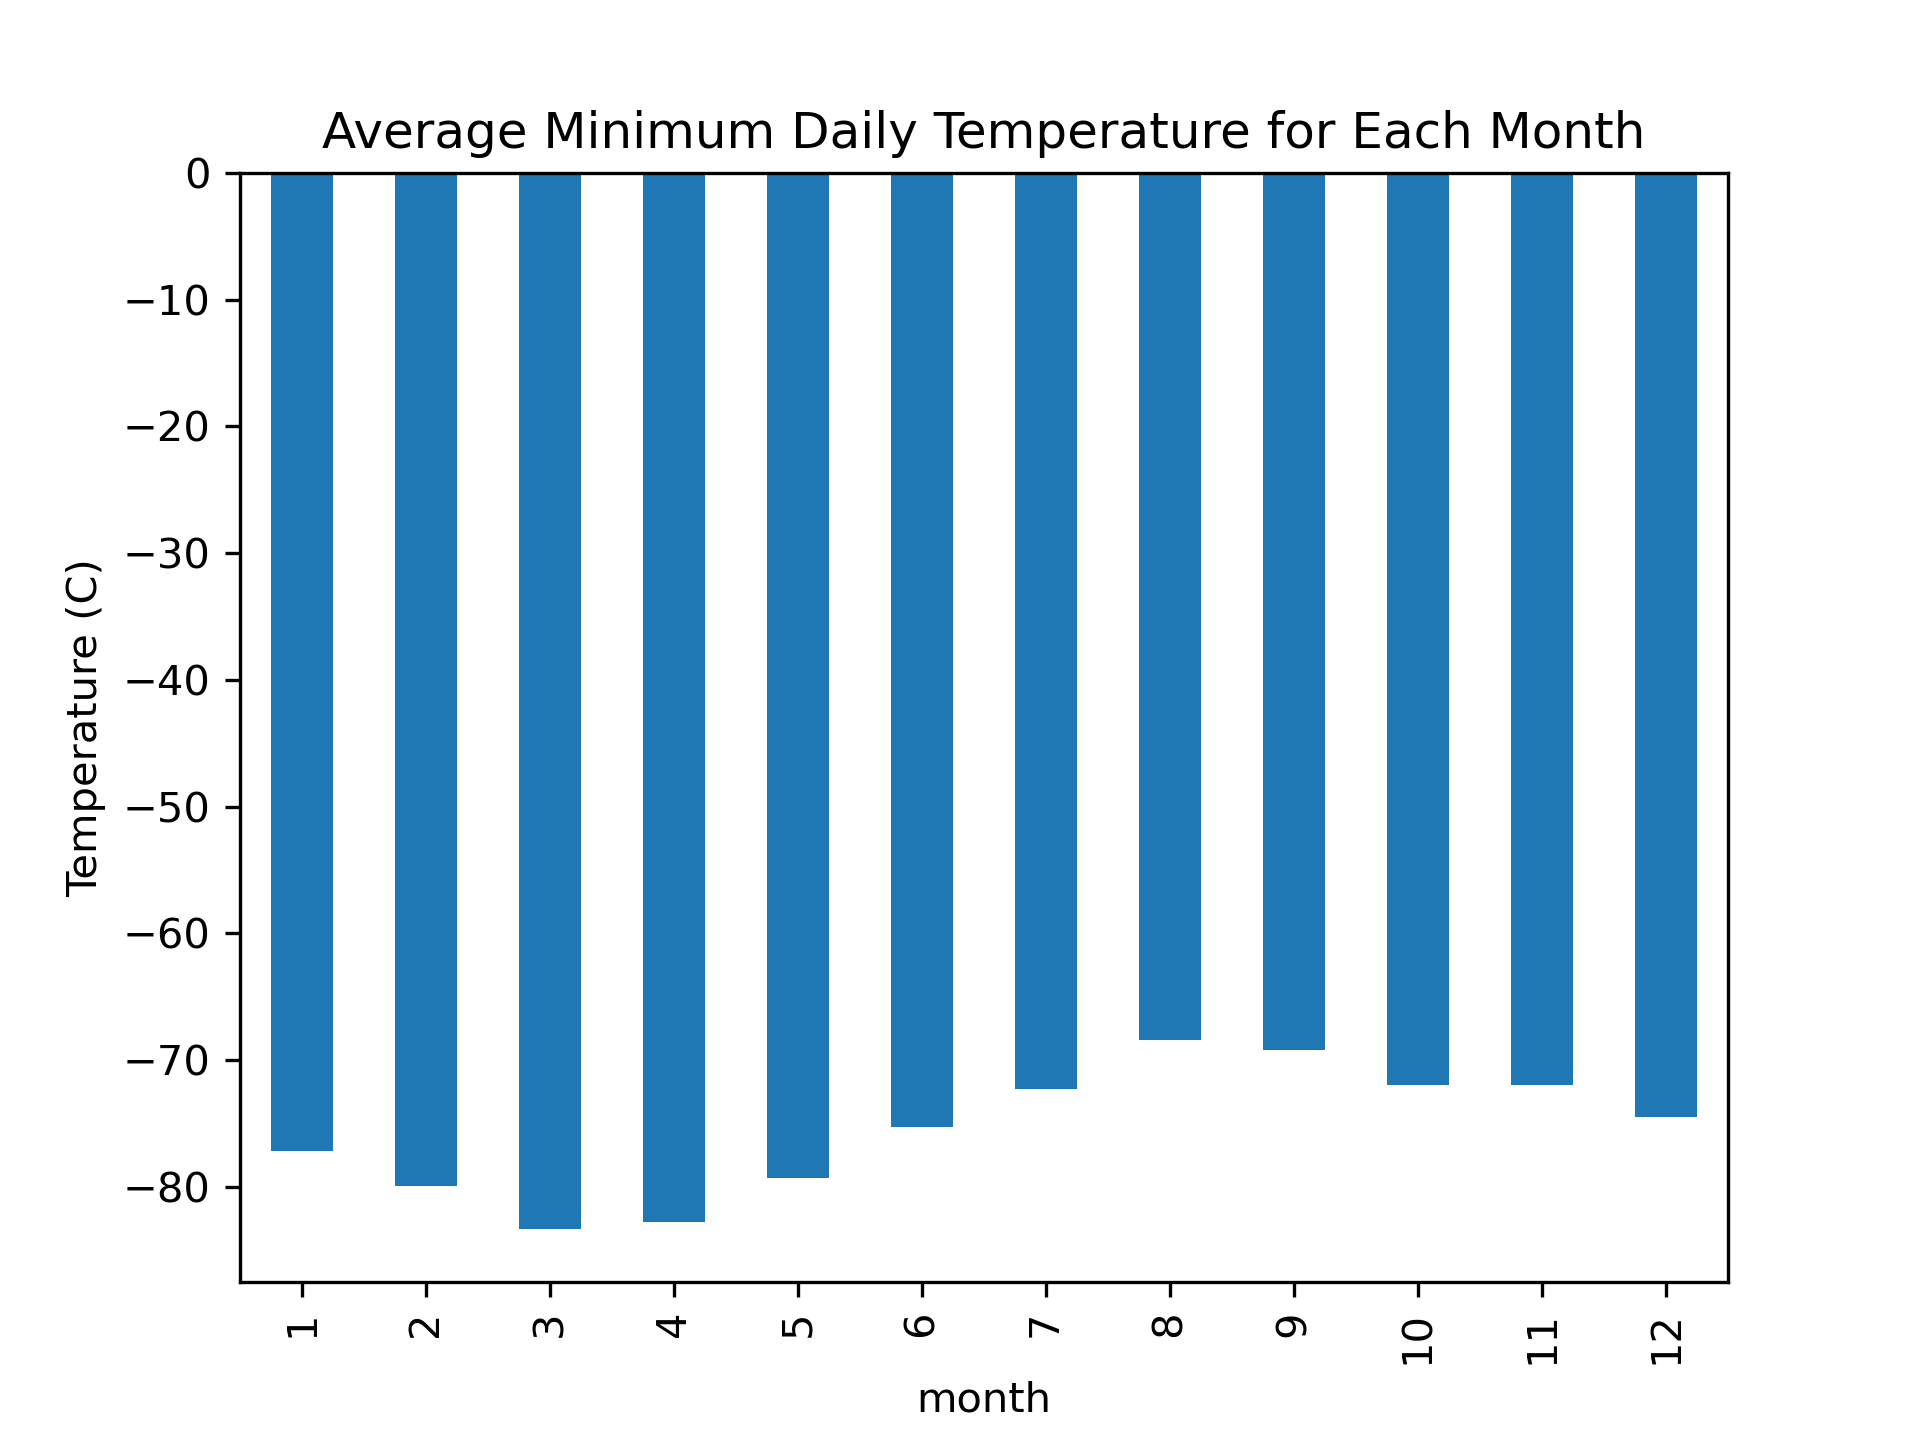 Average Minimum Daily Temperature for Each Month
0
−10
−20
−30
−40
−50
−60
−70
−80
Temperature (C)
1 2 3 4 5 6 7 8 9 10 11 12
month